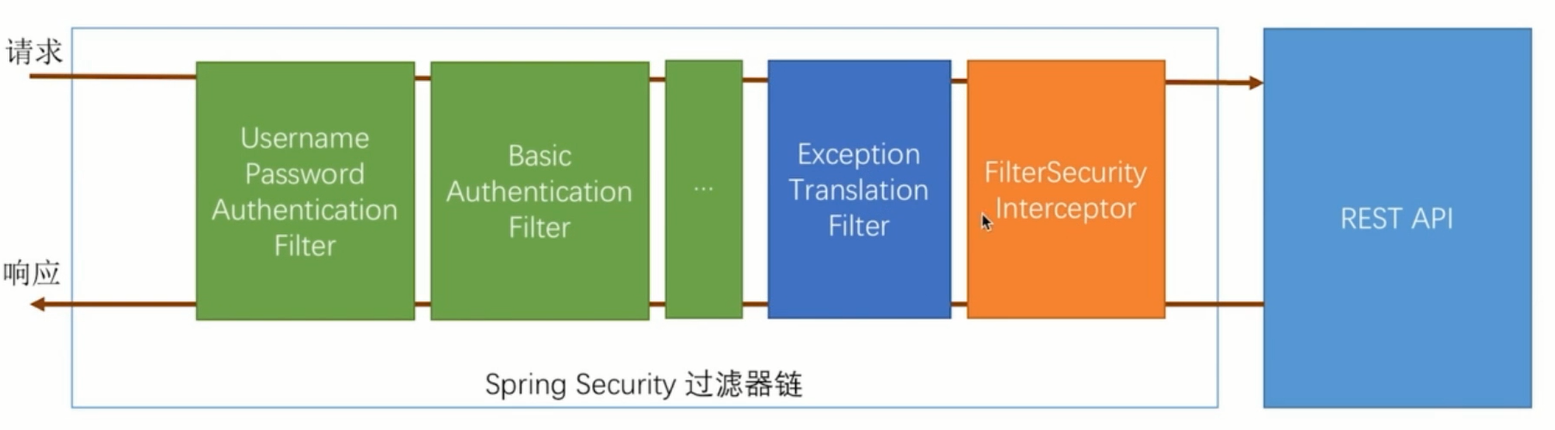 请求
响应
Username
Password
Authentication
Filter
Basic
Authentication
Filter
...
Exception
Translation
Filter
FilterSecurity
Interceptor
REST API
Spring Security 过滤器链